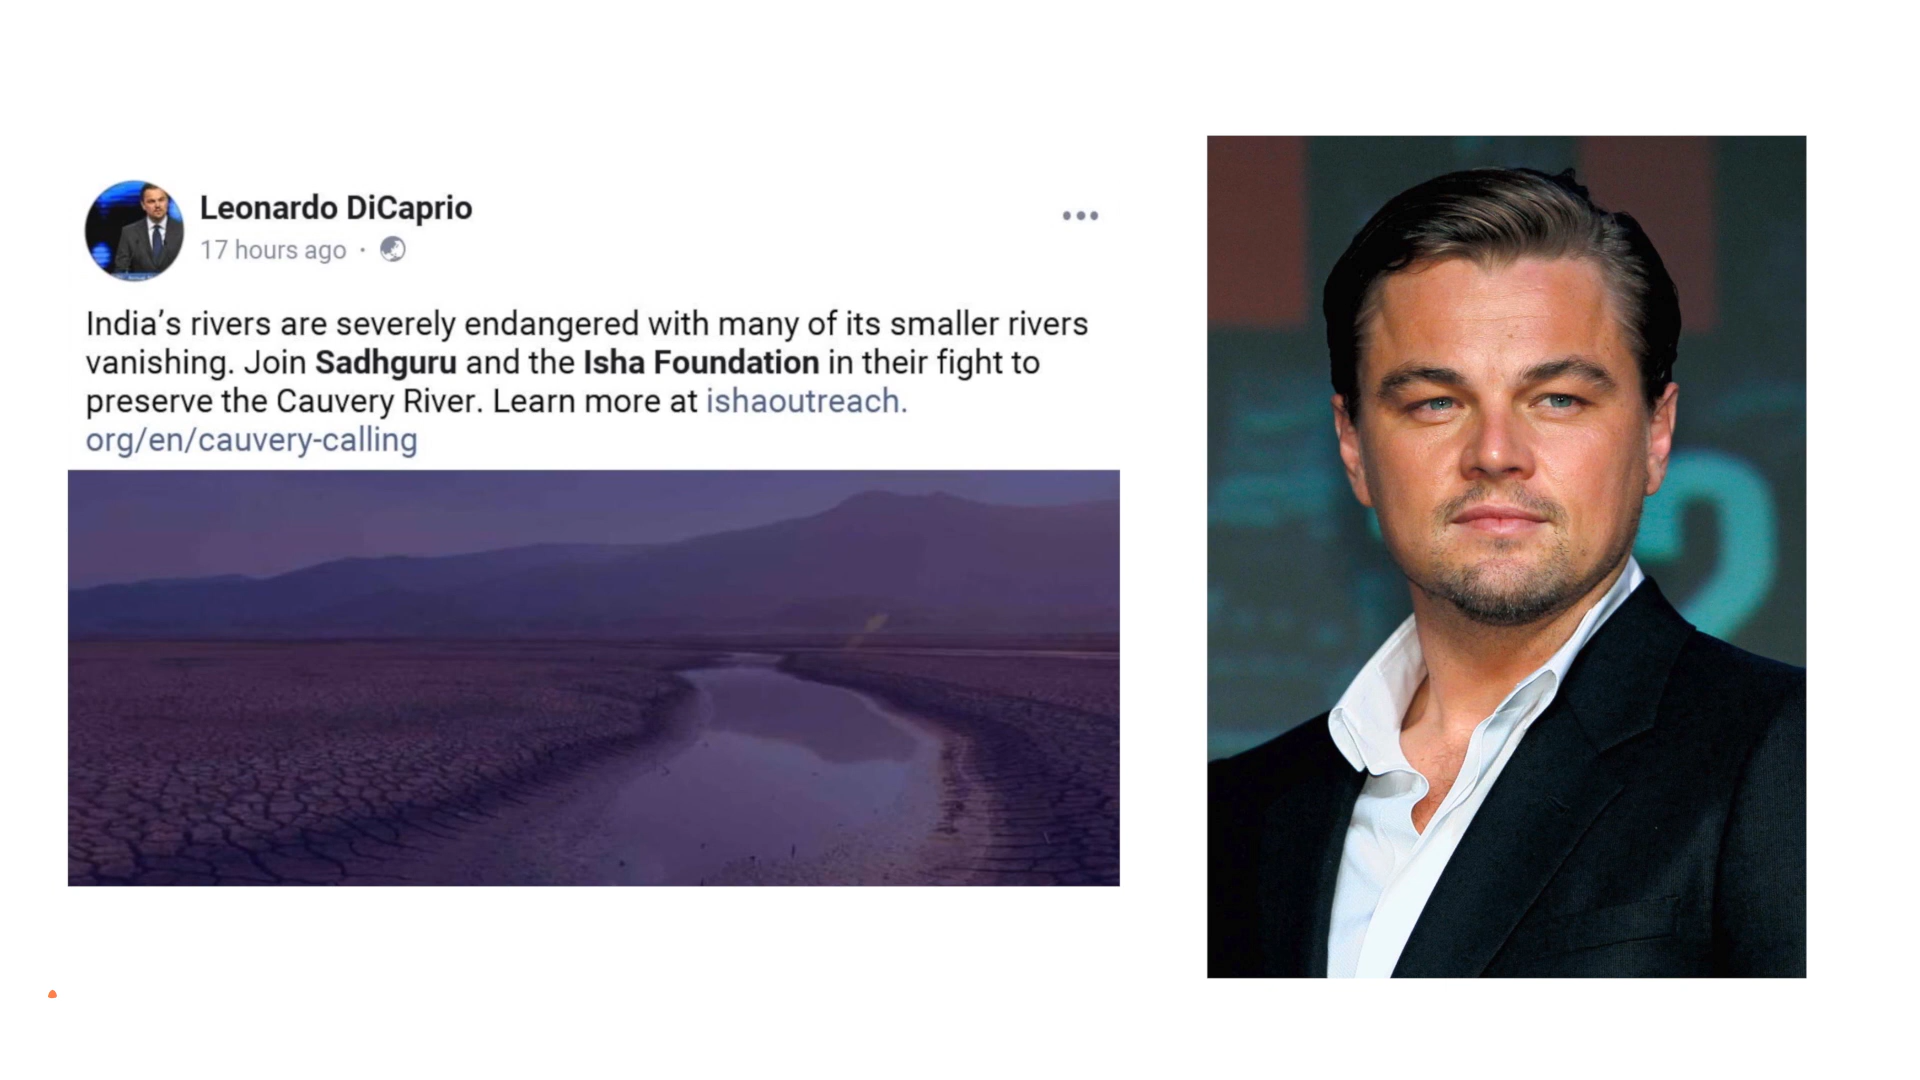 Leonardo DiCaprio
17 hours ago ·
India’s rivers are severely endangered with many of its smaller rivers
vanishing. Join Sadhguru and the Isha Foundation in their fight to
preserve the Cauvery River. Learn more at ishaoutreach.
org/en/cauvery-calling
2